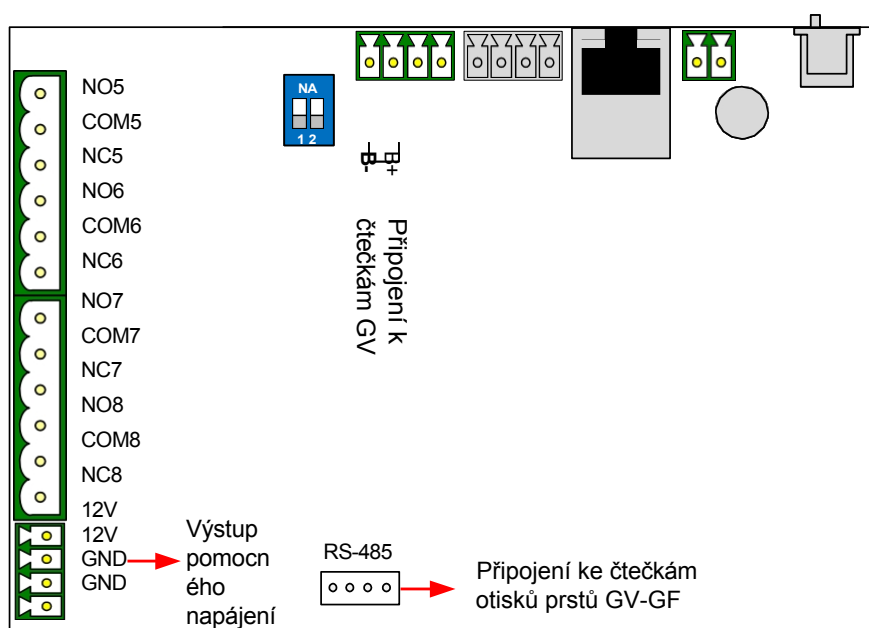 NO5
COM5
NC5
NO6
COM6
NC6
NO7
COM7
NC7
NO8
COM8
NC8
12V
12V
GND
GND
NA
1 2
B-
B+
Připojení k
čtečkám GV
Výstup
pomocn
ého
napájení
RS-485
Připojení ke čtečkám
otisků prstů GV-GF